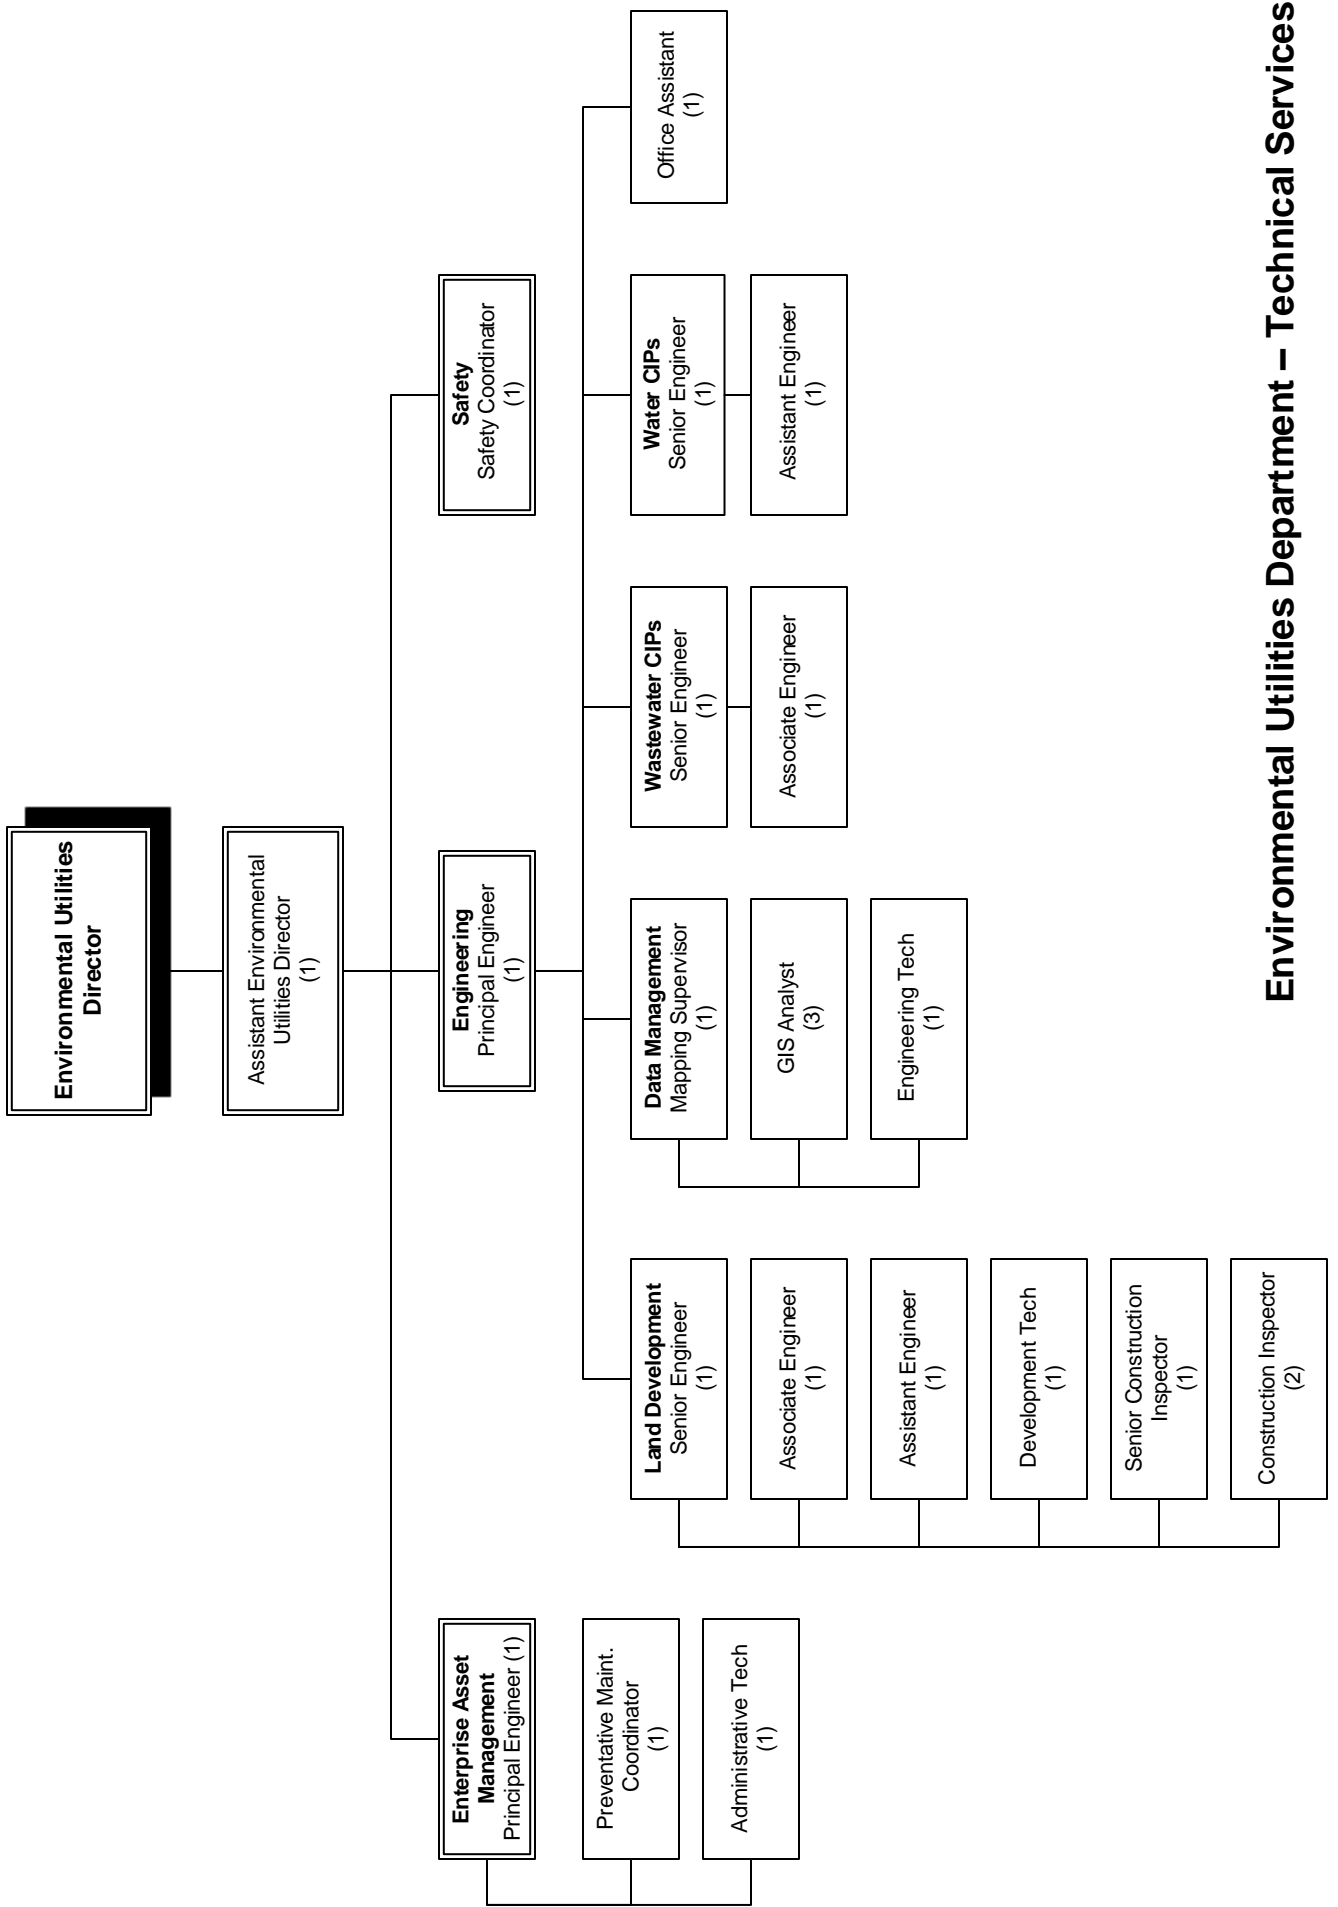 Environmental Utilities
Director
Assistant Environmental
Utilities Director
(1)
Enterprise Asset
Management
Principal Engineer (1)
Preventative Maint.
Coordinator
(1)
Administrative Tech
(1)
Engineering
Principal Engineer
(1)
Safety
Safety Coordinator
(1)
Land Development
Senior Engineer
(1)
Associate Engineer
(1)
Assistant Engineer
(1)
Development Tech
(1)
Senior Construction
Inspector
(1)
Construction Inspector
(2)
Data Management
Mapping Supervisor
(1)
GIS Analyst
(3)
Engineering Tech
(1)
Wastewater CIPs
Senior Engineer
(1)
Associate Engineer
(1)
Water CIPs
Senior Engineer
(1)
Assistant Engineer
(1)
Office Assistant
(1)
Environmental Utilities Department – Technical Services